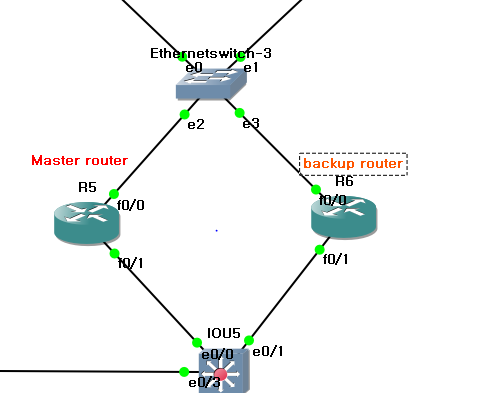 Ethernetswitch-3
e0
e1
e2
e3
Master router
backup router
R5
R6
f0/0
f0/0
f0/1
f0/1
IOU5
e0/0
e0/1
e0/3